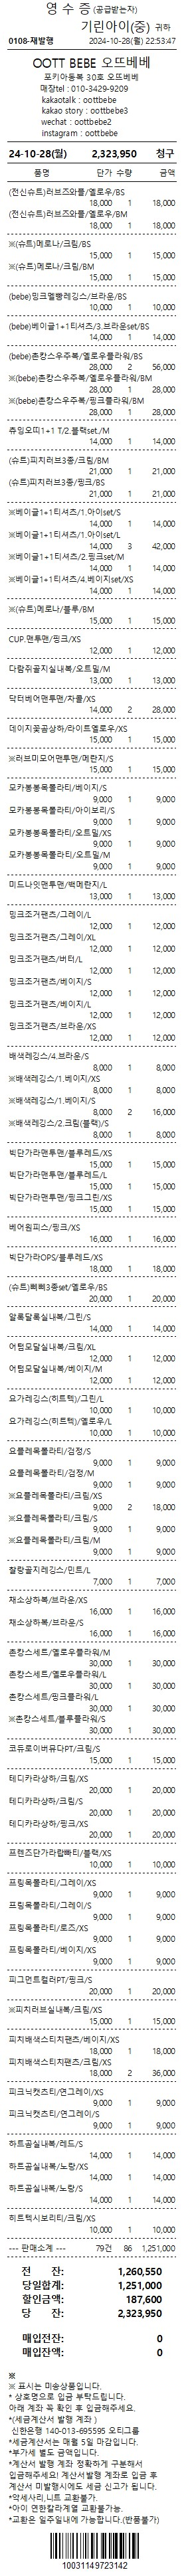 영 수 증 (공급받는자)
기린아이(중) 귀하
0108-재발행 2024-10-28(월) 22:53:47
OOTT BEBE 오뜨베베
포키아동복 30호 오뜨베베
매장tel : 010-3429-9209
kakaotalk : oottbebe
kakao story : oottbebe3
wechat : oottbebe2
instagram : oottbebe
24-10-28(월) 2,323,950 청구
품명 단가 수량 금액
(전신슈트)러브즈와플/옐로우/BS
18,000 1 18,000
(전신슈트)러브즈와플/옐로우/BM
18,000 1 18,000
※(슈트)메로나/크림/BS
15,000 1 15,000
※(슈트)메로나/크림/BM
15,000 1 15,000
(bebe)밍크멜빵레깅스/브라운/BS
10,000 1 10,000
(bebe)베이글1+1티셔츠/3.브라운set/BS
14,000 1 14,000
(bebe)촌캉스우주복/옐로우플라워/BS
28,000 2 56,000
※(bebe)촌캉스우주복/옐로우플라워/BM
28,000 1 28,000
※(bebe)촌캉스우주복/핑크플라워/BM
28,000 1 28,000
쮸밍오띠1+1 T/2.블랙set./M
14,000 1 14,000
(슈트)피치러브3종/크림/BM
21,000 1 21,000
(슈트)피치러브3종/핑크/BS
21,000 1 21,000
※베이글1+1티셔츠/1.아이set/S
14,000 1 14,000
※베이글1+1티셔츠/1.아이set/L
14,000 3 42,000
※베이글1+1티셔츠/2.핑크set/M
14,000 1 14,000
※베이글1+1티셔츠/4.베이지set/XS
14,000 1 14,000
※(슈트)메로나/블루/BM
15,000 1 15,000
CUP.맨투맨/핑크/XS
12,000 1 12,000
다람쥐골지실내복/오트밀/M
13,000 1 13,000
닥터베어맨투맨/차콜/XS
14,000 2 28,000
데이지꽃곰상하/라이트옐로우/XS
15,000 1 15,000
※러브미모어맨투맨/메란지/S
15,000 1 15,000
모카봉봉목폴라티/베이지/S
9,000 1 9,000
모카봉봉목폴라티/아이보리/S
9,000 1 9,000
모카봉봉목폴라티/오트밀/XS
9,000 1 9,000
모카봉봉목폴라티/오트밀/M
9,000 1 9,000
미드나잇맨투맨/백메란지/L
13,000 1 13,000
밍크조거팬츠/그레이/L
12,000 1 12,000
밍크조거팬츠/그레이/XL
12,000 1 12,000
밍크조거팬츠/버터/L
12,000 1 12,000
밍크조거팬츠/베이지/S
12,000 1 12,000
밍크조거팬츠/베이지/L
12,000 1 12,000
밍크조거팬츠/브라운/XS
12,000 1 12,000
배색레깅스/4.브라운/S
8,000 1 8,000
※배색레깅스/1.베이지/XS
8,000 1 8,000
※배색레깅스/1.베이지/S
8,000 2 16,000
※배색레깅스/2.크림(블랙)/S
8,000 1 8,000
빅단가라맨투맨/블루레드/XS
15,000 1 15,000
빅단가라맨투맨/블루레드/L
15,000 1 15,000
빅단가라맨투맨/핑크그린/XS
15,000 1 15,000
베어원피스/핑크/XS
16,000 1 16,000
빅단가라OPS/블루레드/XS
18,000 1 18,000
(슈트)삐삐3종set/옐로우/BS
20,000 1 20,000
알록달록실내복/그린/S
14,000 1 14,000
어텀모달실내복/크림/XL
12,000 1 12,000
어텀모달실내복/베이지/M
12,000 1 12,000
요가레깅스(히트텍)/그린/L
10,000 1 10,000
요가레깅스(히트텍)/옐로우/L
10,000 1 10,000
요플레목폴라티/검정/S
9,000 1 9,000
요플레목폴라티/검정/M
9,000 1 9,000
※요플레목폴라티/크림/XS
9,000 2 18,000
※요플레목폴라티/크림/S
9,000 1 9,000
※요플레목폴라티/크림/M
9,000 1 9,000
찰랑골지레깅스/민트/L
7,000 1 7,000
채소상하복/브라운/XS
16,000 1 16,000
채소상하복/브라운/S
16,000 1 16,000
촌캉스세트/옐로우플라워/M
30,000 1 30,000
촌캉스세트/옐로우플라워/L
30,000 1 30,000
촌캉스세트/핑크플라워/L
30,000 1 30,000
※촌캉스세트/블루플라워/S
30,000 1 30,000
코듀로이버뮤다PT/크림/S
15,000 1 15,000
테디카라상하/크림/XS
20,000 1 20,000
테디카라상하/크림/S
20,000 1 20,000
테디카라상하/핑크/XS
20,000 1 20,000
프렌즈단가라랍빠티/블랙/XS
10,000 1 10,000
프링목폴라티/그레이/XS
9,000 1 9,000
프링목폴라티/그레이/S
9,000 1 9,000
프링목폴라티/로즈/XS
9,000 1 9,000
프링목폴라티/베이지/XS
9,000 1 9,000
피그먼트컬러PT/핑크/S
20,000 1 20,000
※피치러브실내복/크림/XS
15,000 1 15,000
피치배색스티치팬츠/베이지/XS
18,000 1 18,000
피치배색스티치팬츠/크림/XS
18,000 2 36,000
피크닉캣츠티/연그레이/XS
9,000 1 9,000
피크닉캣츠티/연그레이/S
9,000 1 9,000
하트곰실내복/레드/S
14,000 1 14,000
하트곰실내복/노랑/XS
14,000 1 14,000
하트곰실내복/노랑/S
14,000 1 14,000
히트텍시보리티/크림/XS
10,000 1 10,000
--- 판매소계 --- 79건 86 1,251,000
전 잔: 1,260,550
당일합계: 1,251,000
할인금액: 187,600
당 잔: 2,323,950
매입전잔: 0
매입잔액: 0
※
※ 표시는 미송상품입니다.
* 상호명으로 입금 부탁드립니다.
아래 계좌 꼭 확인 후 입금해주세요.
*(세금계산서 발행 계좌 )
신한은행 140-013-695595 오티그룹
*세금계산서는 매월 5일 마감입니다.
*부가세 별도 금액입니다.
*계산서 발행 계좌 정확하게 구분해서
입금해주세요! 계산서 발행 계좌로 입금 후
계산서 미발행시에도 세금 신고가 됩니다.
*악세사리,니트 교환불가.
*아이 연한칼라계열 교환불가능.
*교환은 일주일내에 가능합니다.(반품불가)
10031149723142